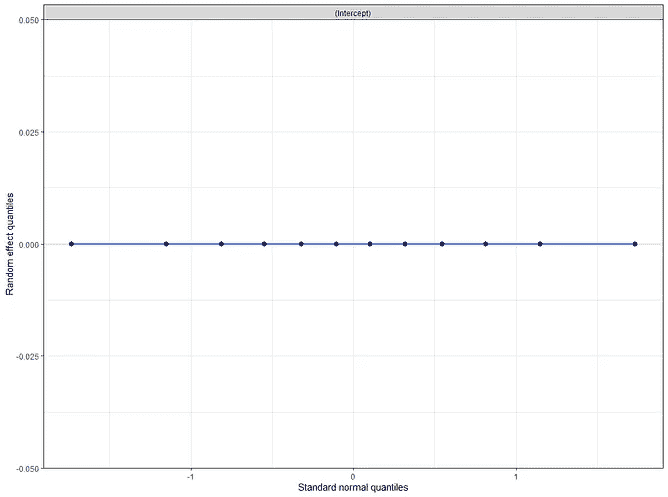 (Intercept)
0.050
0.025
0.000
-0.025
-0.050
Random effect quantiles
-1
0
1
Standard normal quantiles